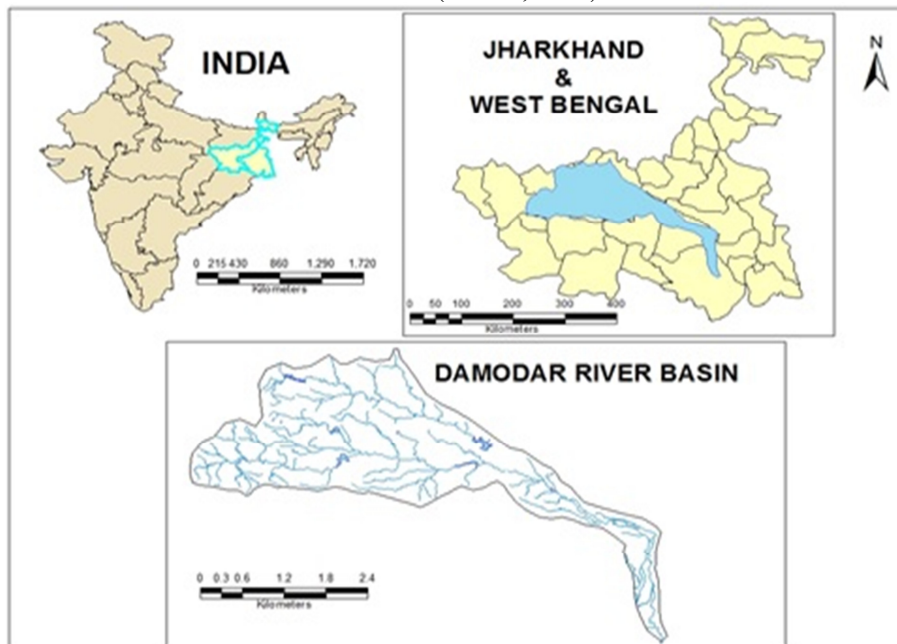 INDIA
0 215 430 860 1.290 1.720
Kilometers
JHARKHAND
&
WEST BENGAL
N
0 50 100 200 300 400
Kilometers
DAMODAR RIVER BASIN
0 0.3 0.6 1.2 1.8 2.4
Kilometers